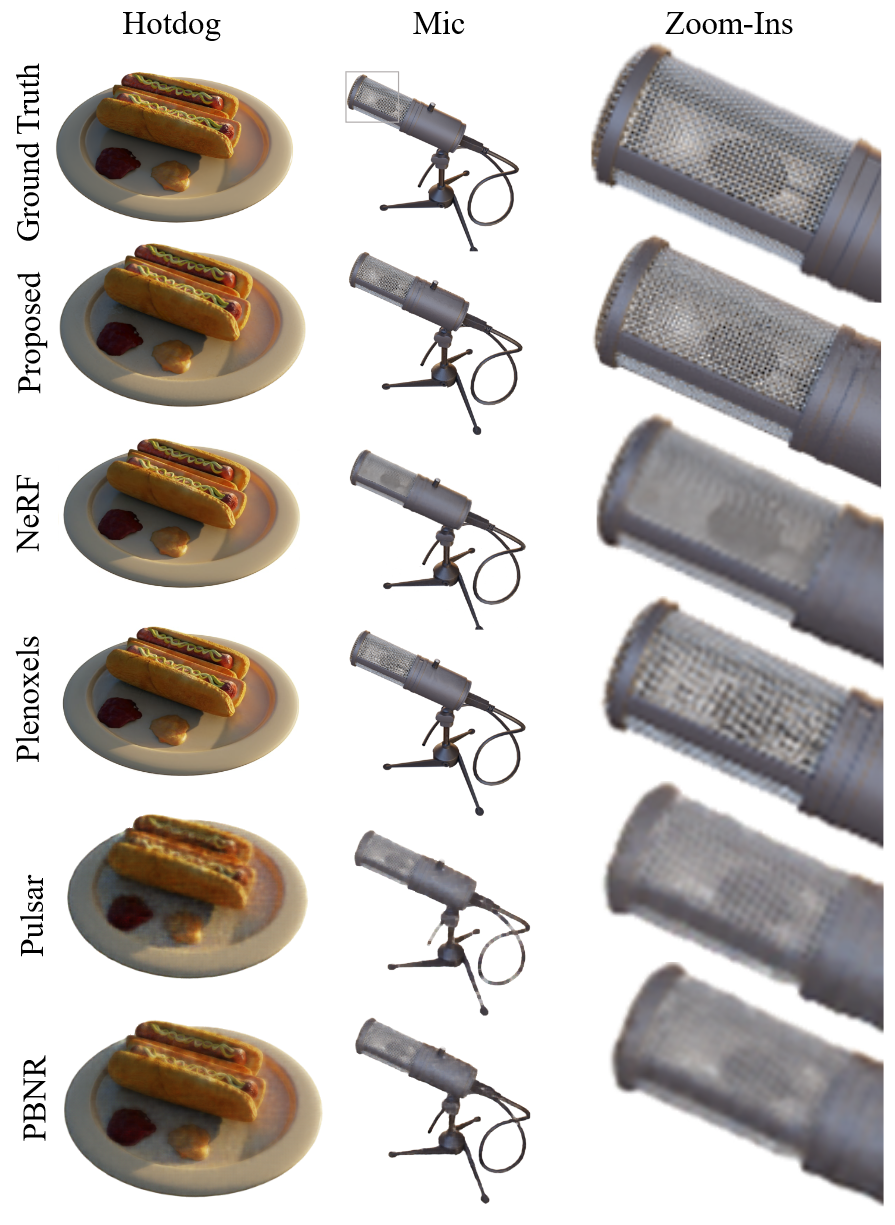 Hotdog
Mic
Zoom-Ins
Ground Truth
Proposed
NeRF
Plenoxels
Pulsar
PBNR